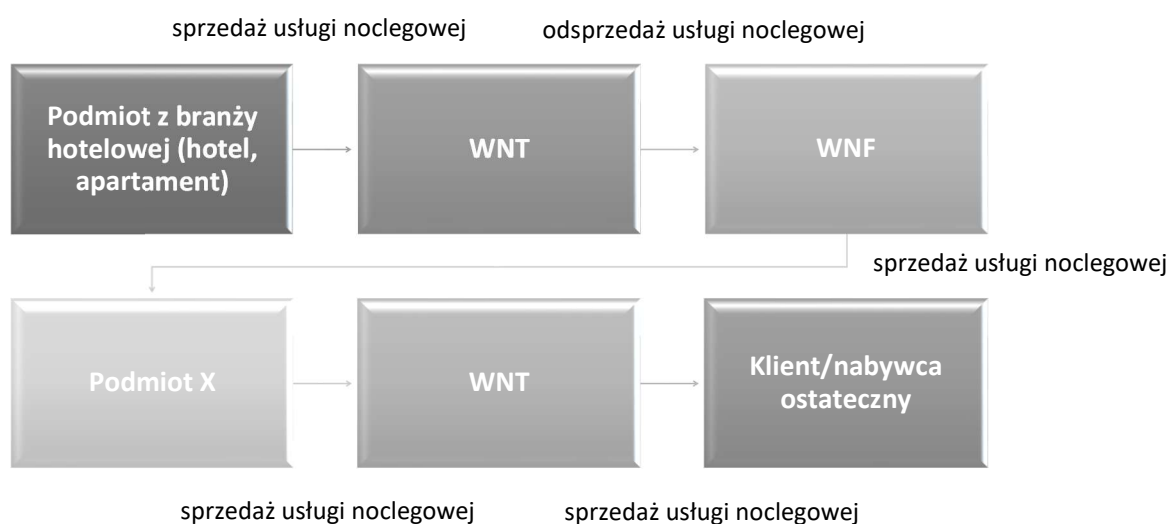 sprzedaż usługi noclegowej
odsprzedaż usługi noclegowej
Podmiot z branży
hotelowej (hotel,
apartament)
WNT
WNF
sprzedaż usługi noclegowej
Podmiot X
WNT
Klient/nabywca
ostateczny
sprzedaż usługi noclegowej
sprzedaż usługi noclegowej